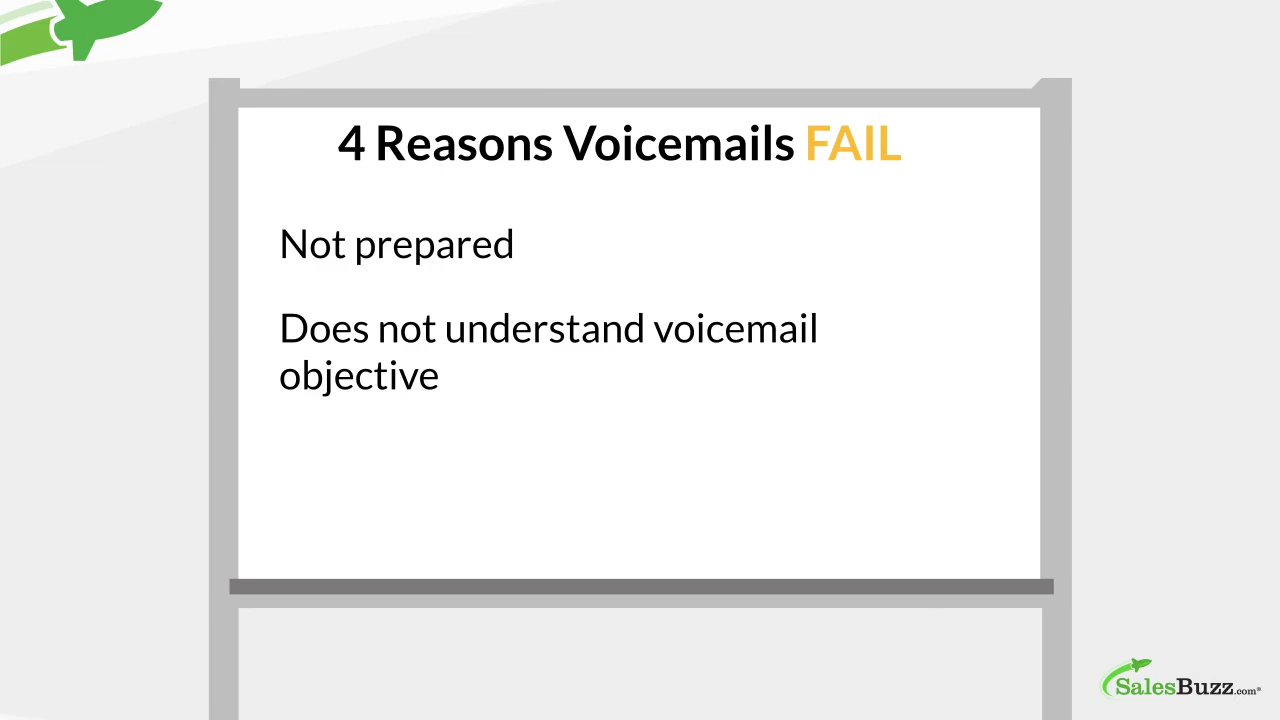 4 Reasons Voicemails FAIL
Not prepared
Does not understand voicemail
objective
SalesBuzz.com®